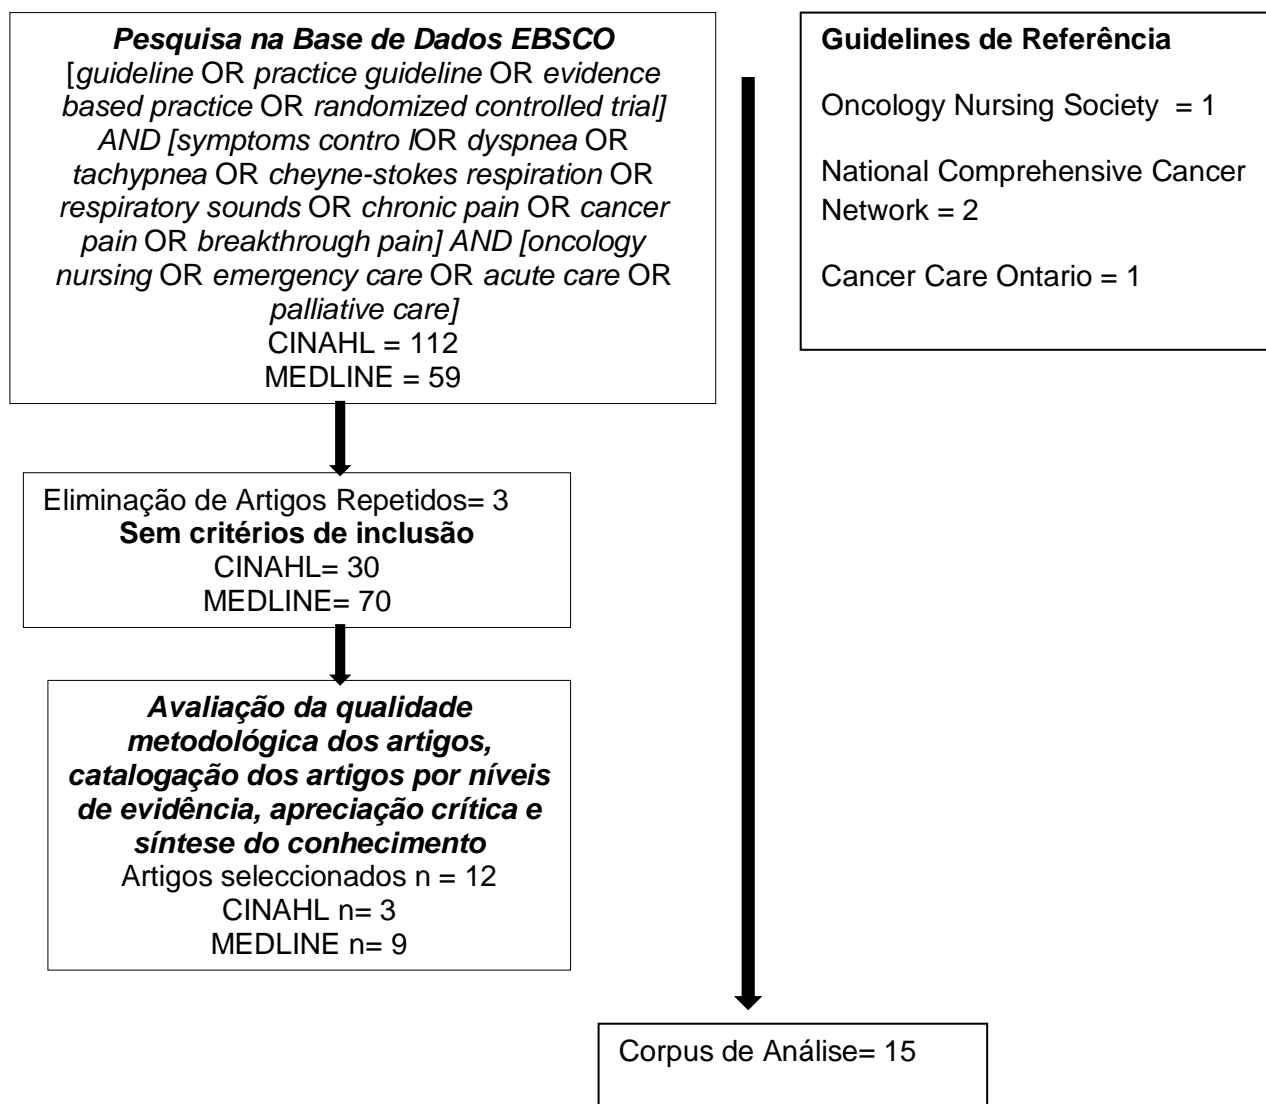 Pesquisa na Base de Dados EBSCO
[guideline OR practice guideline OR evidence
based practice OR randomized controlled trial]
AND [symptoms contro lOR dyspnea OR
tachypnea OR cheyne-stokes respiration OR
respiratory sounds OR chronic pain OR cancer
pain OR breakthrough pain] AND [oncology
nursing OR emergency care OR acute care OR
palliative care]
CINAHL = 112
MEDLINE = 59
Guidelines de Referência
Oncology Nursing Society = 1
National Comprehensive Cancer
Network = 2
Cancer Care Ontario = 1
Eliminação de Artigos Repetidos= 3
Sem critérios de inclusão
CINAHL= 30
MEDLINE= 70
Avaliação da qualidade
metodológica dos artigos,
catalogação dos artigos por níveis
de evidência, apreciação crítica e
síntese do conhecimento
Artigos seleccionados n = 12
CINAHL n= 3
MEDLINE n= 9
Corpus de Análise= 15